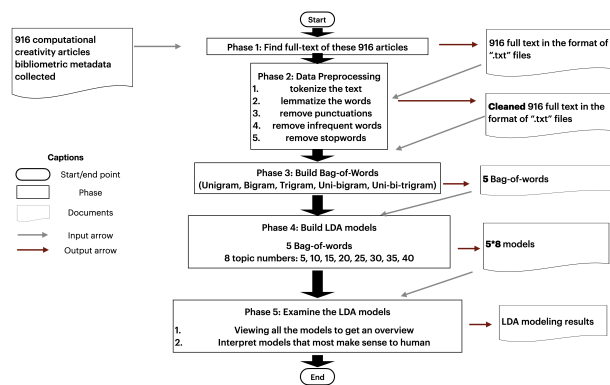 Start
916 computational
creativity articles
bibliometric metadata
collected
Phase 1: Find full-text of these 916 articles
916 full text in the format of
“.txt” files
Phase 2: Data Preprocessing
1. tokenize the text
2. lemmatize the words
3. remove punctuations
4. remove infrequent words
5. remove stopwords
Cleaned 916 full text in the
format of “.txt” files
Phase 3: Build Bag-of-Words
(Unigram, Bigram, Trigram, Uni-bigram, Uni-bi-trigram)
5 Bag-of-words
Captions
Start/end point
Phase
Documents
Input arrow
Output arrow
Phase 4: Build LDA models
5 Bag-of-words
8 topic numbers: 5, 10, 15, 20, 25, 30, 35, 40
5*8 models
Phase 5: Examine the LDA models
1. Viewing all the models to get an overview
2. Interpret models that most make sense to human
LDA modeling results
End